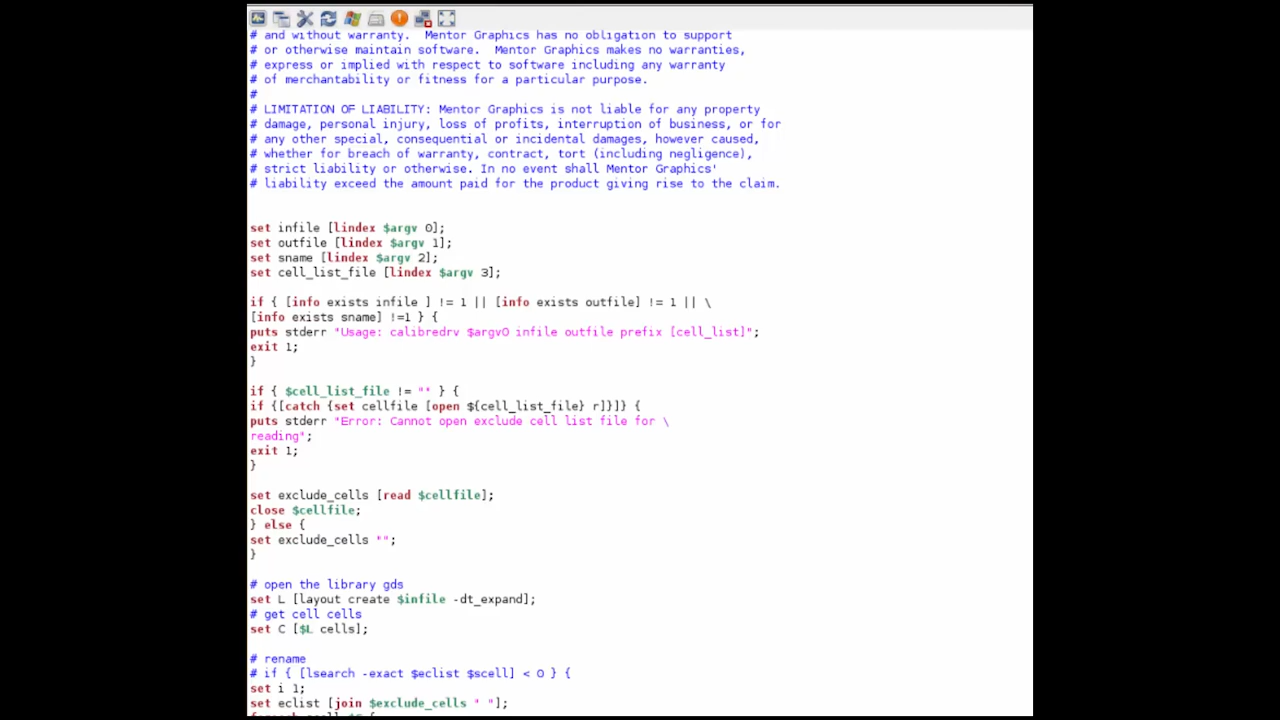 # and without warranty.  Mentor Graphics has no obligation to support
# or otherwise maintain software.  Mentor Graphics makes no warranties,
# express or implied with respect to software including any warranty
# of merchantability or fitness for a particular purpose.
#
# LIMITATION OF LIABILITY: Mentor Graphics is not liable for any property
# damage, personal injury, loss of profits, interruption of business, or for
# any other special, consequential or incidental damages, however caused,
# whether for breach of warranty, contract, tort (including negligence),
# strict liability or otherwise. In no event shall Mentor Graphics'
# liability exceed the amount paid for the product giving rise to the claim.
set infile [lindex $argv 0];
set outfile [lindex $argv 1];
set sname [lindex $argv 2];
set cell_list_file [lindex $argv 3];
if { [info exists infile ] != 1 || [info exists outfile] != 1 || \
[info exists sname] !=1 } {
puts stderr "Usage: calibredrv $argv0 infile outfile prefix [cell_list]";
exit 1;
}
if { $cell_list_file != "" } {
if {[catch {set cellfile [open ${cell_list_file} r]}]} {
puts stderr "Error: Cannot open exclude cell list file for \
reading";
exit 1;
}
set exclude_cells [read $cellfile];
close $cellfile;
} else {
set exclude_cells "";
}
# open the library gds
set L [layout create $infile -dt_expand];
# get cell cells
set C [$L cells];
# rename
# if { [lsearch -exact $eclist $scell] < 0 } {
set i 1;
set eclist [join $exclude_cells " "];